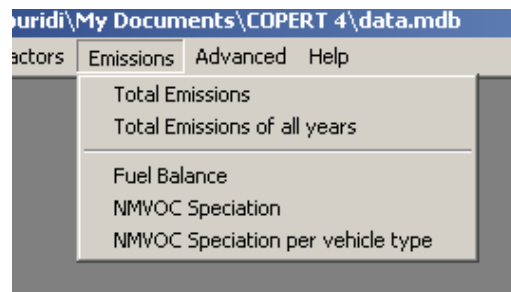 ouridi\My Documents\COPERT 4\data.mdb
actors Emissions Advanced Help
Total Emissions
Total Emissions of all years
Fuel Balance
NMVOC Speciation
NMVOC Speciation per vehicle type